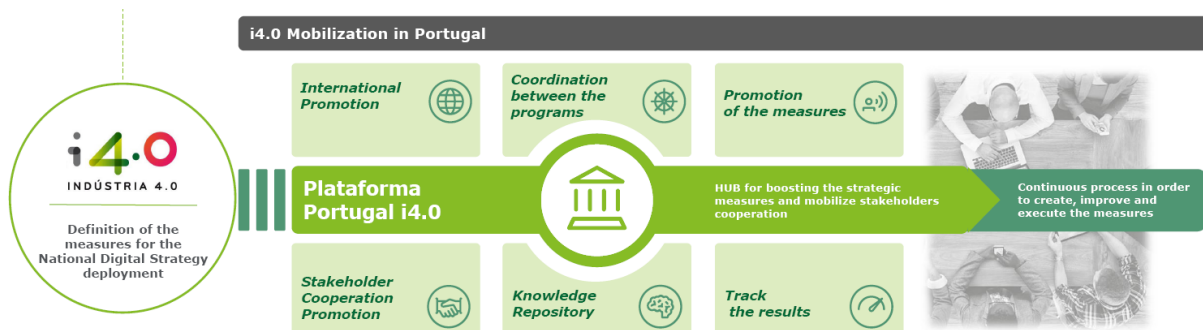 i4.0 Mobilization in Portugal
i4.0
INDÚSTRIA 4.0
Definition of the
measures for the
National Digital Strategy
deployment
International
Promotion
Coordination
between the
programs
Promotion
of the measures
Plataforma
Portugal i4.0
HUB for boosting the strategic
measures and mobilize stakeholders
cooperation
Continuous process in order
to create, improve and
execute the measures
Stakeholder
Cooperation
Promotion
Knowledge
Repository
Track
the results